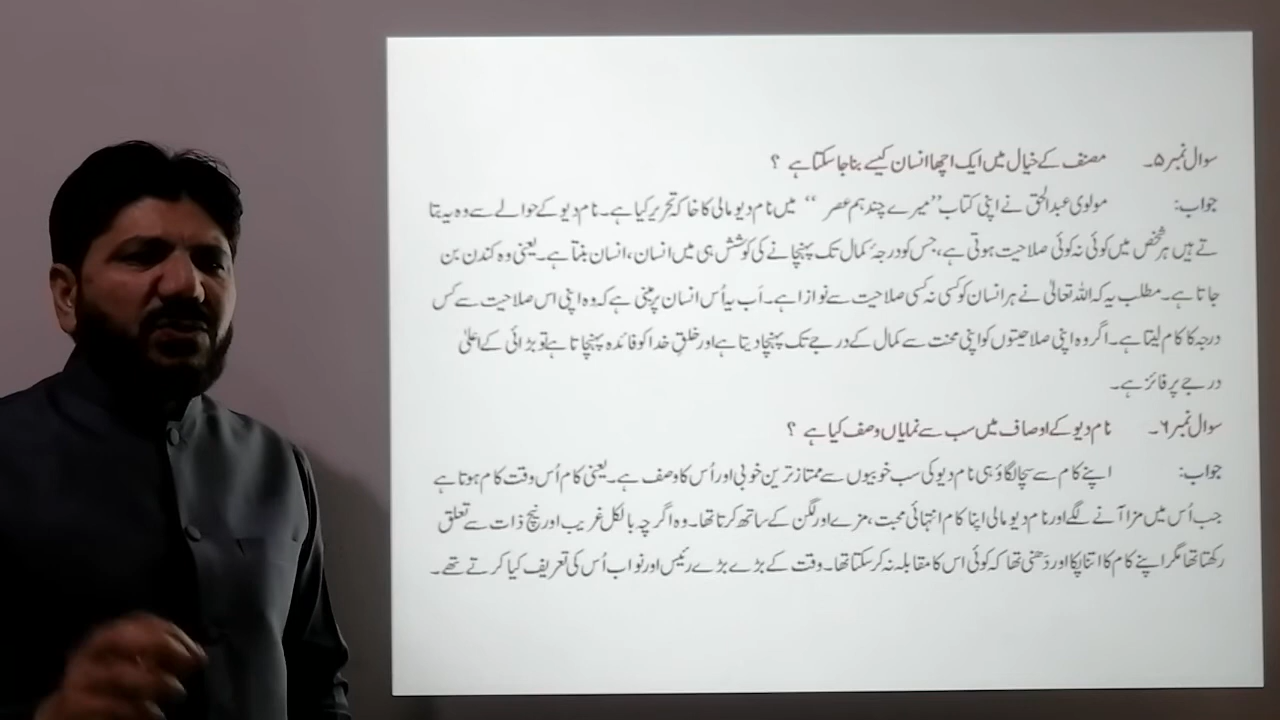 سوال نمبر ۵۔ مصنف کے خیال میں ایک اچھا انسان کیسے بنا جا سکتا ہے ؟
جواب: مولوی عبدالحق نے اپنی کتاب ”میرے چند ہم عصر “ میں نام دیو مالی کا خاکہ تحریر کیا ہے۔ نام دیو کے حوالے سے وہ یہ بتا
تے ہیں ہر شخص میں کوئی نہ کوئی صلاحیت ہوتی ہے، جس کو درجۂ کمال تک پہنچانے کی کوشش ہی میں انسان، انسان بنتا ہے۔ یعنی وہ کندن بن
جاتا ہے۔ مطلب یہ کہ اللہ تعالیٰ نے ہر انسان کو کسی نہ کسی صلاحیت سے نوازا ہے۔ اَب یہ اُس انسان پر مبنی ہے کہ وہ اپنی اس صلاحیت سے کس
درجہ کا کام لیتا ہے۔ اگر وہ اپنی صلاحیتوں کو اپنی محنت سے کمال کے درجے تک پہنچا دیتا ہے اور خلقِ خدا کو فائدہ پہنچاتا ہے تو بڑائی کے اعلیٰ
درجے پر فائز ہے۔
سوال نمبر ۶۔ نام دیو کے اوصاف میں سب سے نمایاں وصف کیا ہے ؟
جواب: اپنے کام سے سچا لگاؤ ہی نام دیو کی سب خوبیوں سے ممتاز ترین خوبی اور اُس کا وصف ہے۔ یعنی کام اُس وقت کام ہوتا ہے
جب اُس میں مزا آنے لگے اور نام دیو مالی اپنا کام انتہائی محبت، مزے اور لگن کے ساتھ کرتا تھا۔ وہ اگرچہ بالکل غریب اور نیچ ذات سے تعلق
رکھتا تھا مگر اپنے کام کا اتنا پکا اور دَھنی تھا کہ کوئی اس کا مقابلہ نہ کر سکتا تھا۔ وقت کے بڑے بڑے رئیس اور نواب اُس کی تعریف کیا کرتے تھے۔